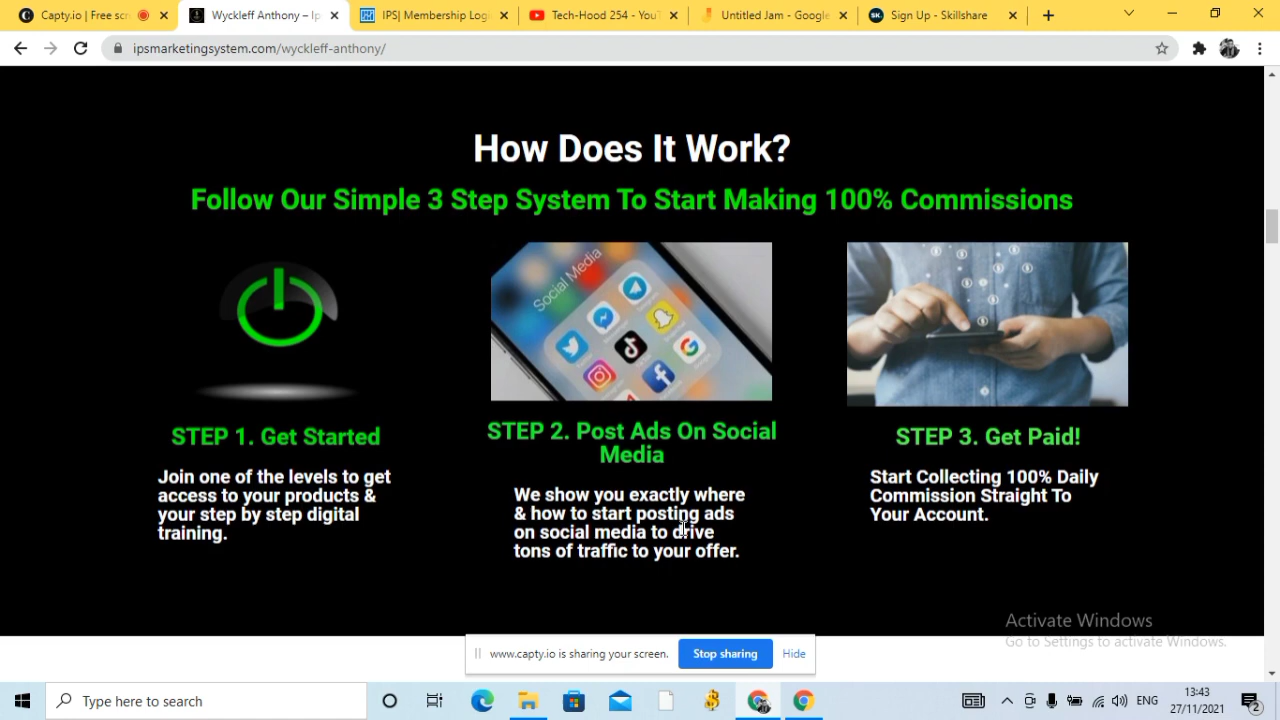 Capty.io | Free scr
Wyckleff Anthony – Ip
IPS| Membership Logi
Tech-Hood 254 - YouT
Untitled Jam - Google
SK.
Sign Up - Skillshare
ipsmarketingsystem.com/wyckleff-anthony/
How Does It Work?
Follow Our Simple 3 Step System To Start Making 100% Commissions
Social Media
STEP 1. Get Started
Join one of the levels to get
access to your products &
your step by step digital
training.
STEP 2. Post Ads On Social
Media
We show you exactly where
& how to start posting ads
on social media to drive
tons of traffic to your offer.
STEP 3. Get Paid!
Start Collecting 100% Daily
Commission Straight To
Your Account.
Activate Windows
Go to Settings to activate Windows.
www.capty.io is sharing your screen.
Stop sharing
Hide
Type here to search
ENG
13:43
27/11/2021
2